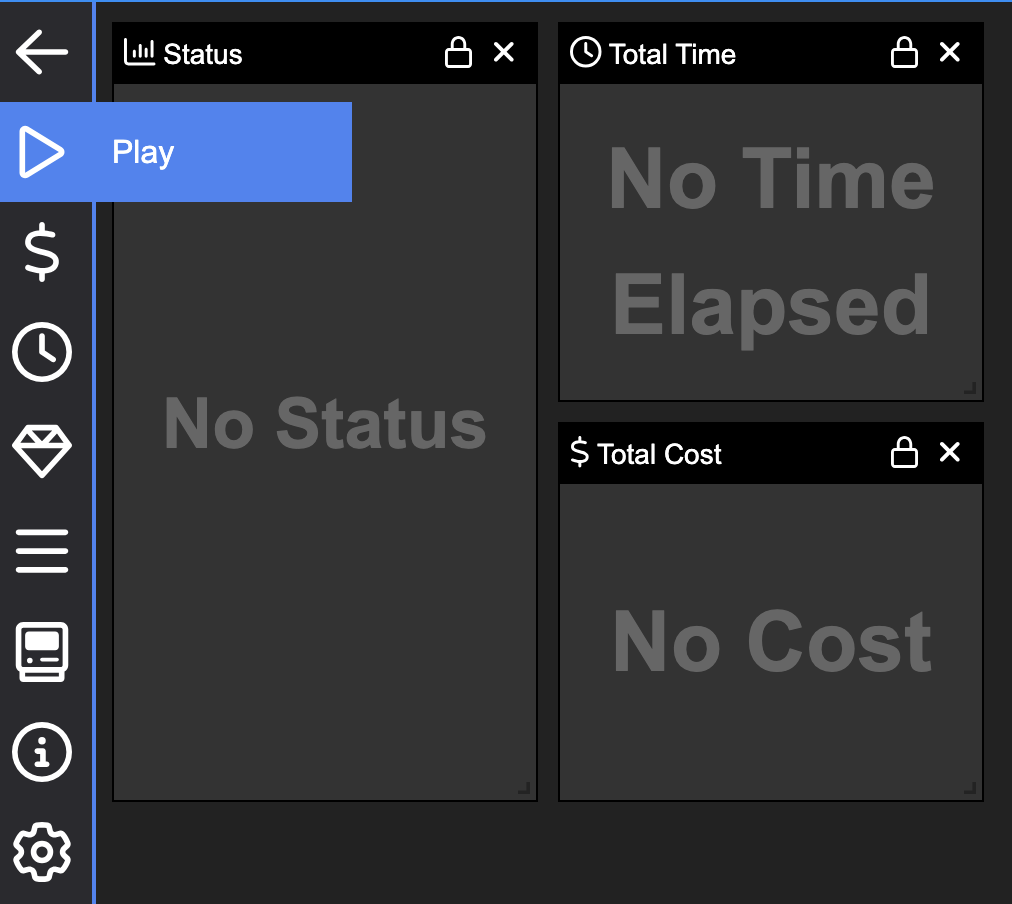 Status
Total Time
Play
No Time
Elapsed
No Status
Total Cost
No Cost